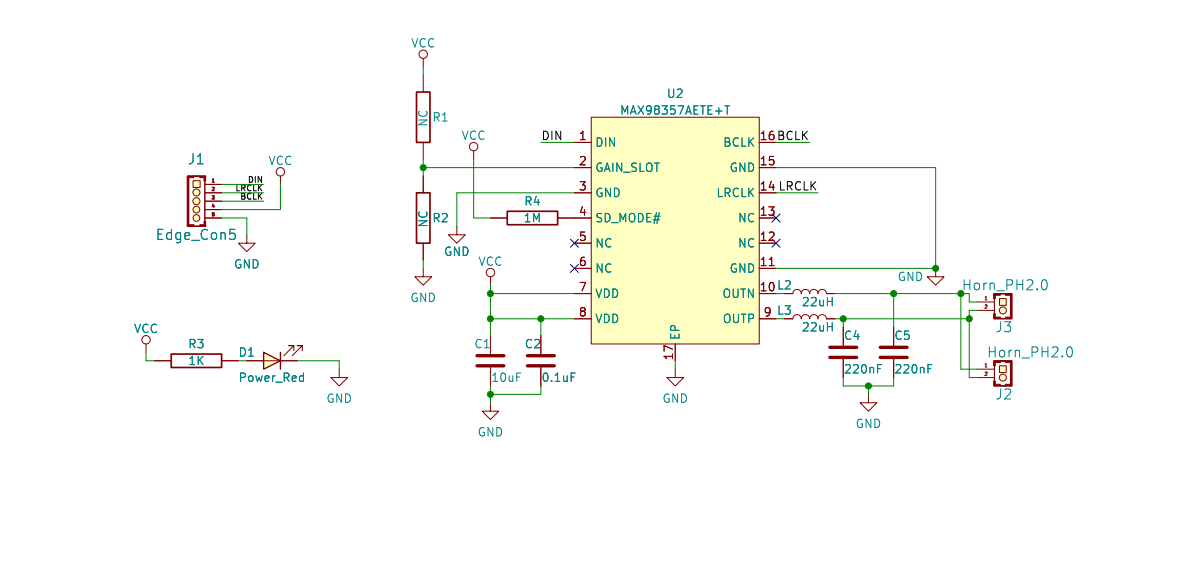 VCC
NC
R1
NC
R2
GND
VCC
R4
1M
GND
U2
MAX98357AETE+T
DIN 1 DIN
2 GAIN_SLOT
3 GND
4 SD_MODE#
5 NC
6 NC
7 VDD
8 VDD
BCLK 16 BCLK
GND 15
LRCLK 14 LRCLK
NC 13
NC 12
GND 11
OUTN 10
OUTP 9
EP
17
GND
GND
J1
VCC
1 DIN
2 LRCLK
3 BCLK
4
5
Edge_Con5
GND
VCC
R3
1K
D1
Power_Red
GND
VCC
C1
10uF
C2
0.1uF
GND
L2
22uH
L3
22uH
C4
220nF
C5
220nF
GND
Horn_PH2.0
1
2
J3
Horn_PH2.0
1
2
J2